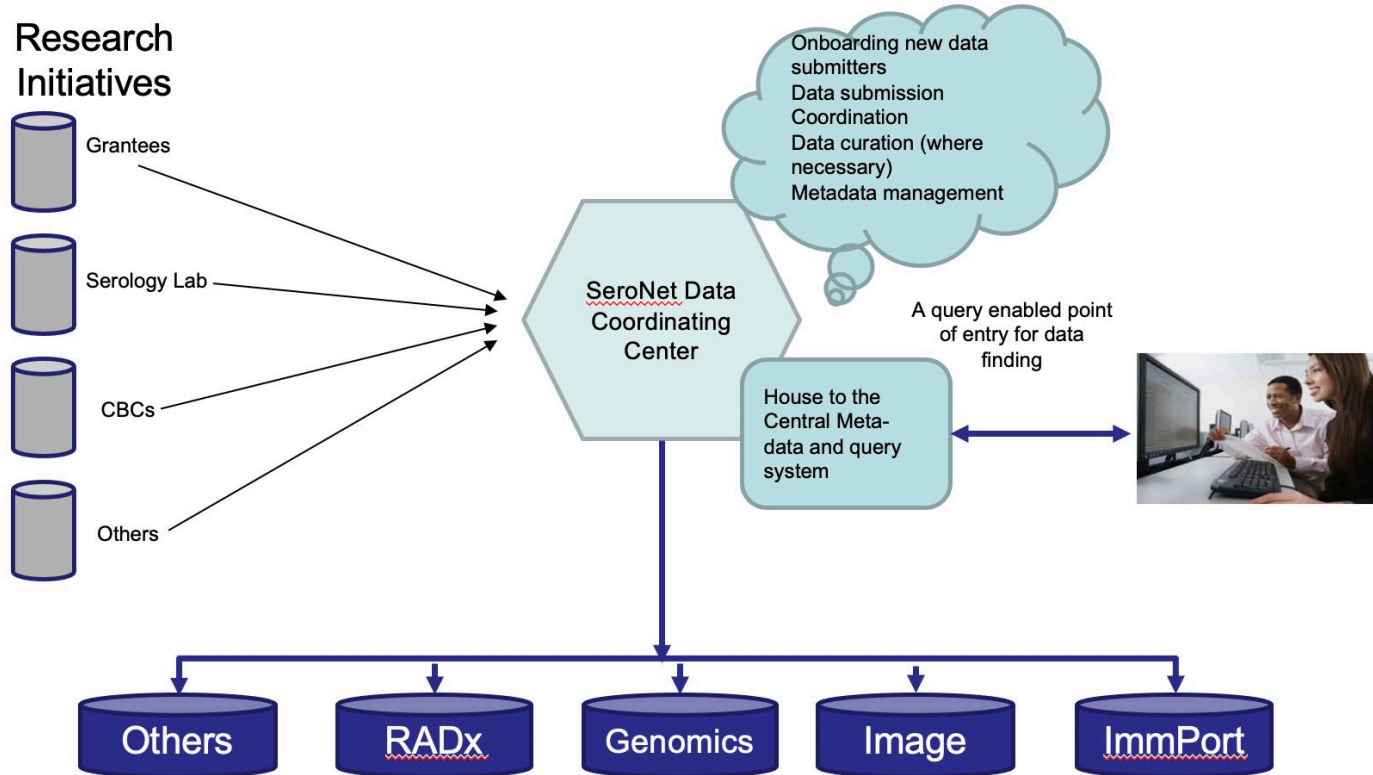 Research
Initiatives
Grantees
Serology Lab
CBCs
Others
Onboarding new data
submitters
Data submission
Coordination
Data curation (where
necessary)
Metadata management
SeroNet Data
Coordinating
Center
A query enabled point
of entry for data
finding
House to the
Central Meta-
data and query
system
Others
RADx
Genomics
Image
ImmPort